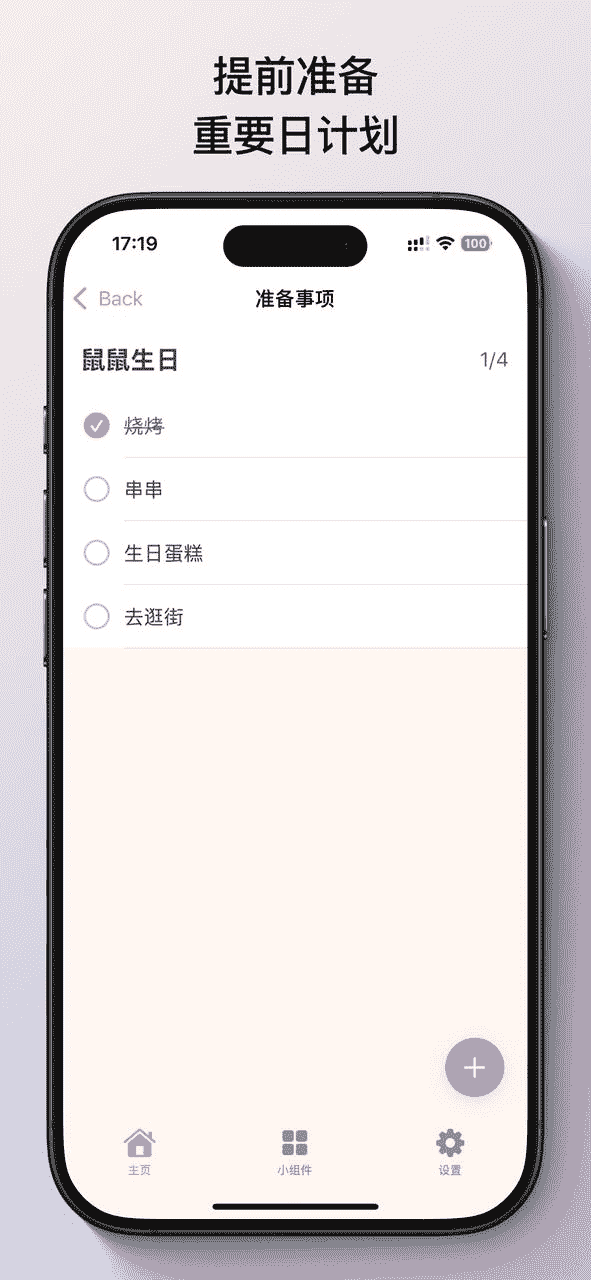 提前准备
重要日计划
17:19
100
Back
准备事项
鼠鼠生日
1/4
烧烤
串串
生日蛋糕
去逛街
主页
小组件
设置